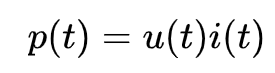 p(t) = u(t)i(t)